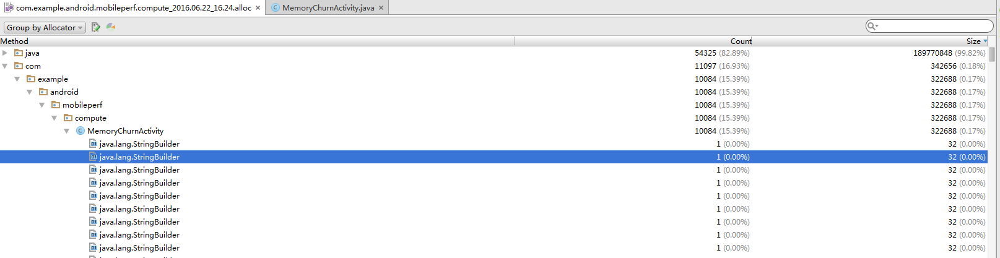 com.example.android.mobileperf.compute_2016.06.22_16.24.alloc × MemoryChurnActivity.java ×
Group by Allocator
Method Count Size
java 54325 (82.89%) 189770848 (99.82%)
com 11097 (16.93%) 342656 (0.18%)
example 10084 (15.39%) 322688 (0.17%)
android 10084 (15.39%) 322688 (0.17%)
mobileperf 10084 (15.39%) 322688 (0.17%)
compute 10084 (15.39%) 322688 (0.17%)
C MemoryChurnActivity 10084 (15.39%) 322688 (0.17%)
java.lang.StringBuilder 1 (0.00%) 32 (0.00%)
java.lang.StringBuilder 1 (0.00%) 32 (0.00%)
java.lang.StringBuilder 1 (0.00%) 32 (0.00%)
java.lang.StringBuilder 1 (0.00%) 32 (0.00%)
java.lang.StringBuilder 1 (0.00%) 32 (0.00%)
java.lang.StringBuilder 1 (0.00%) 32 (0.00%)
java.lang.StringBuilder 1 (0.00%) 32 (0.00%)
java.lang.StringBuilder 1 (0.00%) 32 (0.00%)
java.lang.StringBuilder 1 (0.00%) 32 (0.00%)